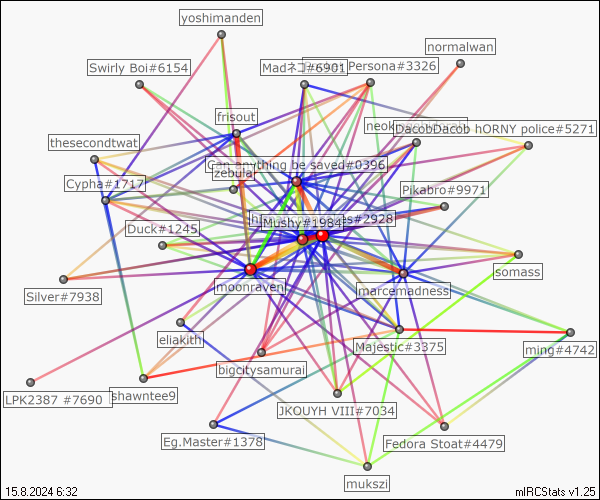 yoshimanden
normalwan
Swirly Boi#6154
Madネコ#6901
Persona#3326
frisout
DacobDacob hORNY police#5271
thesecondtwat
Can anything be saved#0396
zebular
Cypha#1717
Pikabro#9971
#2928
Mushy#1984
Duck#1245
somass
moonraven
marcemadness
Silver#7938
eliakith
Majestic#3375
ming#4742
bigcitysamurai
LPK2387 #7690
shawntee9
JKOUYH VIII#7034
Eg.Master#1378
Fedora Stoat#4479
mukszi
15.8.2024 6:32
mIRCStats v1.25